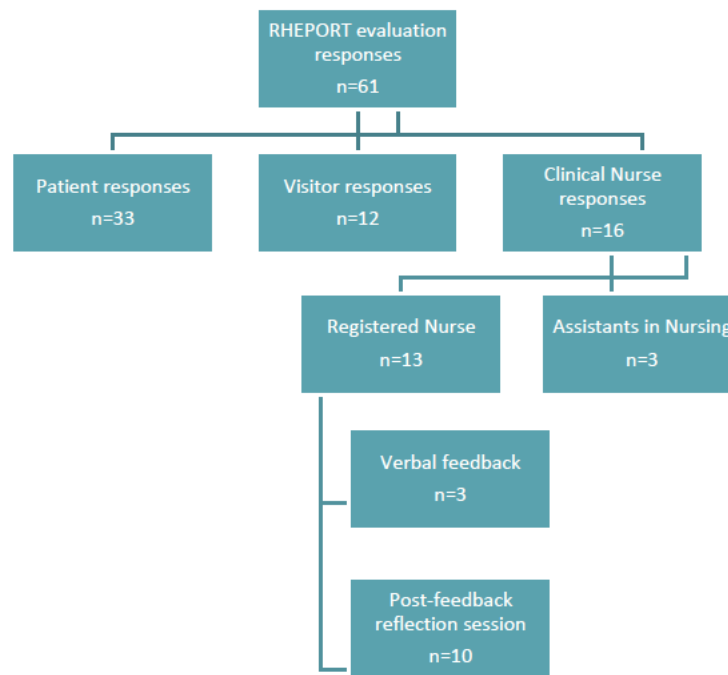 RHEPORT evaluation
responses
n=61
Patient responses
n=33
Visitor responses
n=12
Clinical Nurse
responses
n=16
Registered Nurse
n=13
Assistants in Nursing
n=3
Verbal feedback
n=3
Post-feedback
reflection session
n=10